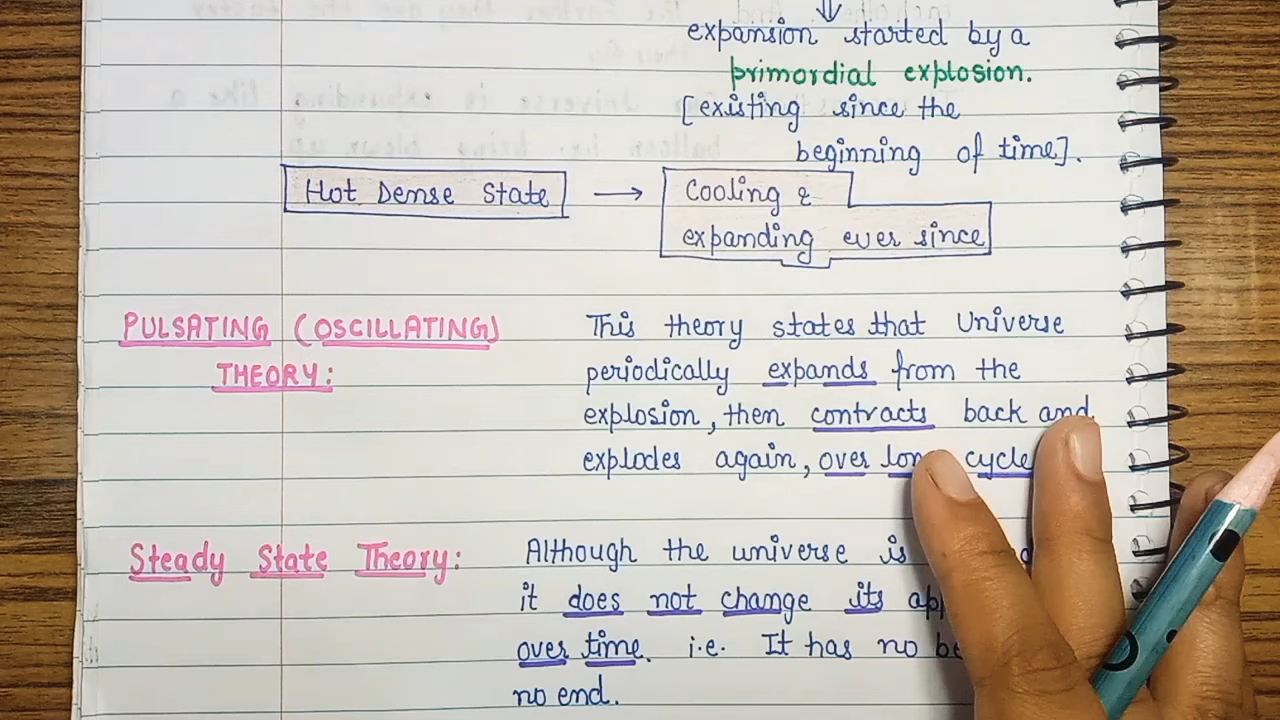 expansion started by a
primordial explosion.
[existing since the
beginning of time].
Hot Dense State → Cooling &
expanding ever since
PULSATING (OSCILLATING)
THEORY:
This theory states that Universe
periodically expands from the
explosion, then contracts back and
explodes again, over long cycle
Steady State Theory:
Although the universe is
it does not change its
over time. i.e. It has no
no end.